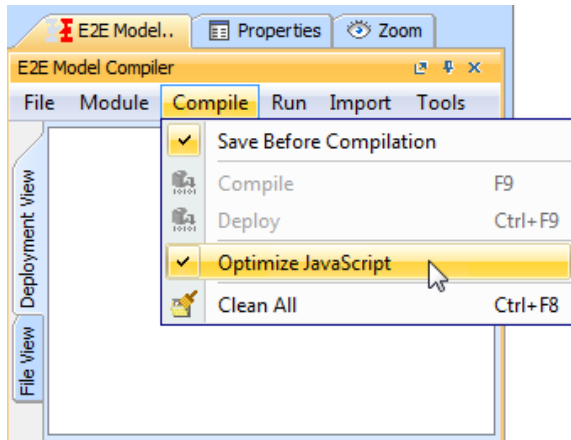 E2E Model.. Properties Zoom
E2E Model Compiler
File Module Compile Run Import Tools
Save Before Compilation
Compile F9
Deploy Ctrl+F9
Optimize JavaScript
Clean All Ctrl+F8
Deployment View
File View